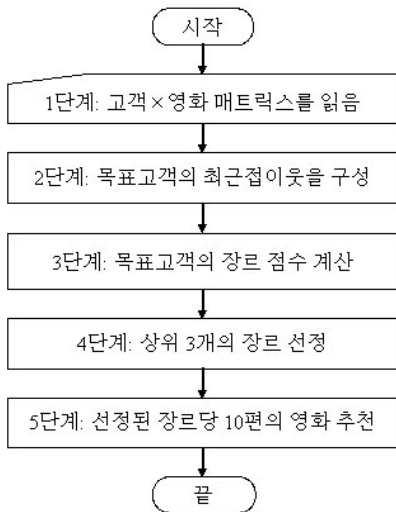 시작
1단계: 고객×영화 매트릭스를 읽음
2단계: 목표고객의 최근접이웃을 구성
3단계: 목표고객의 장르 점수 계산
4단계: 상위 3개의 장르 선정
5단계: 선정된 장르당 10편의 영화 추천
끝